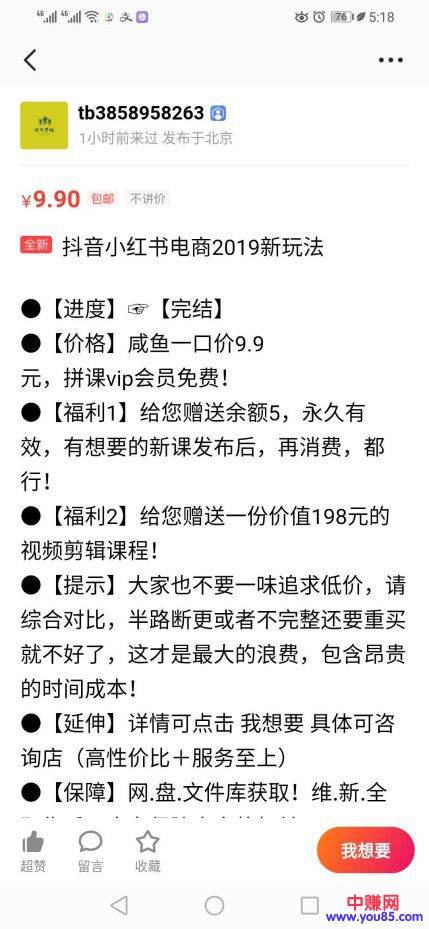 4G 4G 76 5:18
tb3858958263
1小时前来过 发布于北京
¥9.90 包邮 不讲价
全新 抖音小红书电商2019新玩法
●【进度】☞【完结】
●【价格】咸鱼一口价9.9
元，拼课vip会员免费！
●【福利1】给您赠送余额5，永久有
效，有想要的新课发布后，再消费，都
行！
●【福利2】给您赠送一份价值198元的
视频剪辑课程！
●【提示】大家也不要一味追求低价，请
综合对比，半路断更或者不完整还要重买
就不好了，这才是最大的浪费，包含昂贵
的时间成本！
●【延伸】详情可点击 我想要 具体可咨
询店（高性价比＋服务至上）
●【保障】网.盘.文件库获取！维.新.全
超赞 留言 收藏 我想要
中赚网
www.you85.com